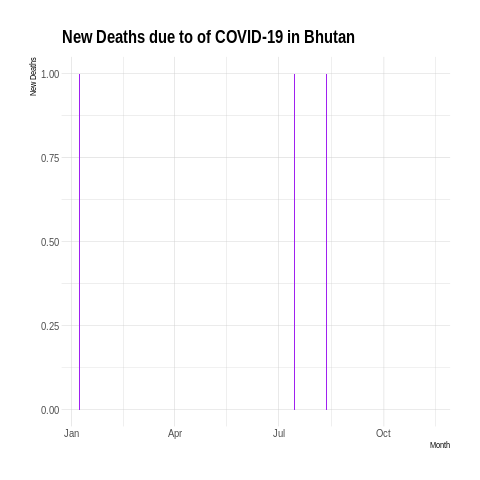 New Deaths due to of COVID-19 in Bhutan
New Deaths
1.00
0.75
0.50
0.25
0.00
Jan Apr Jul Oct
Month